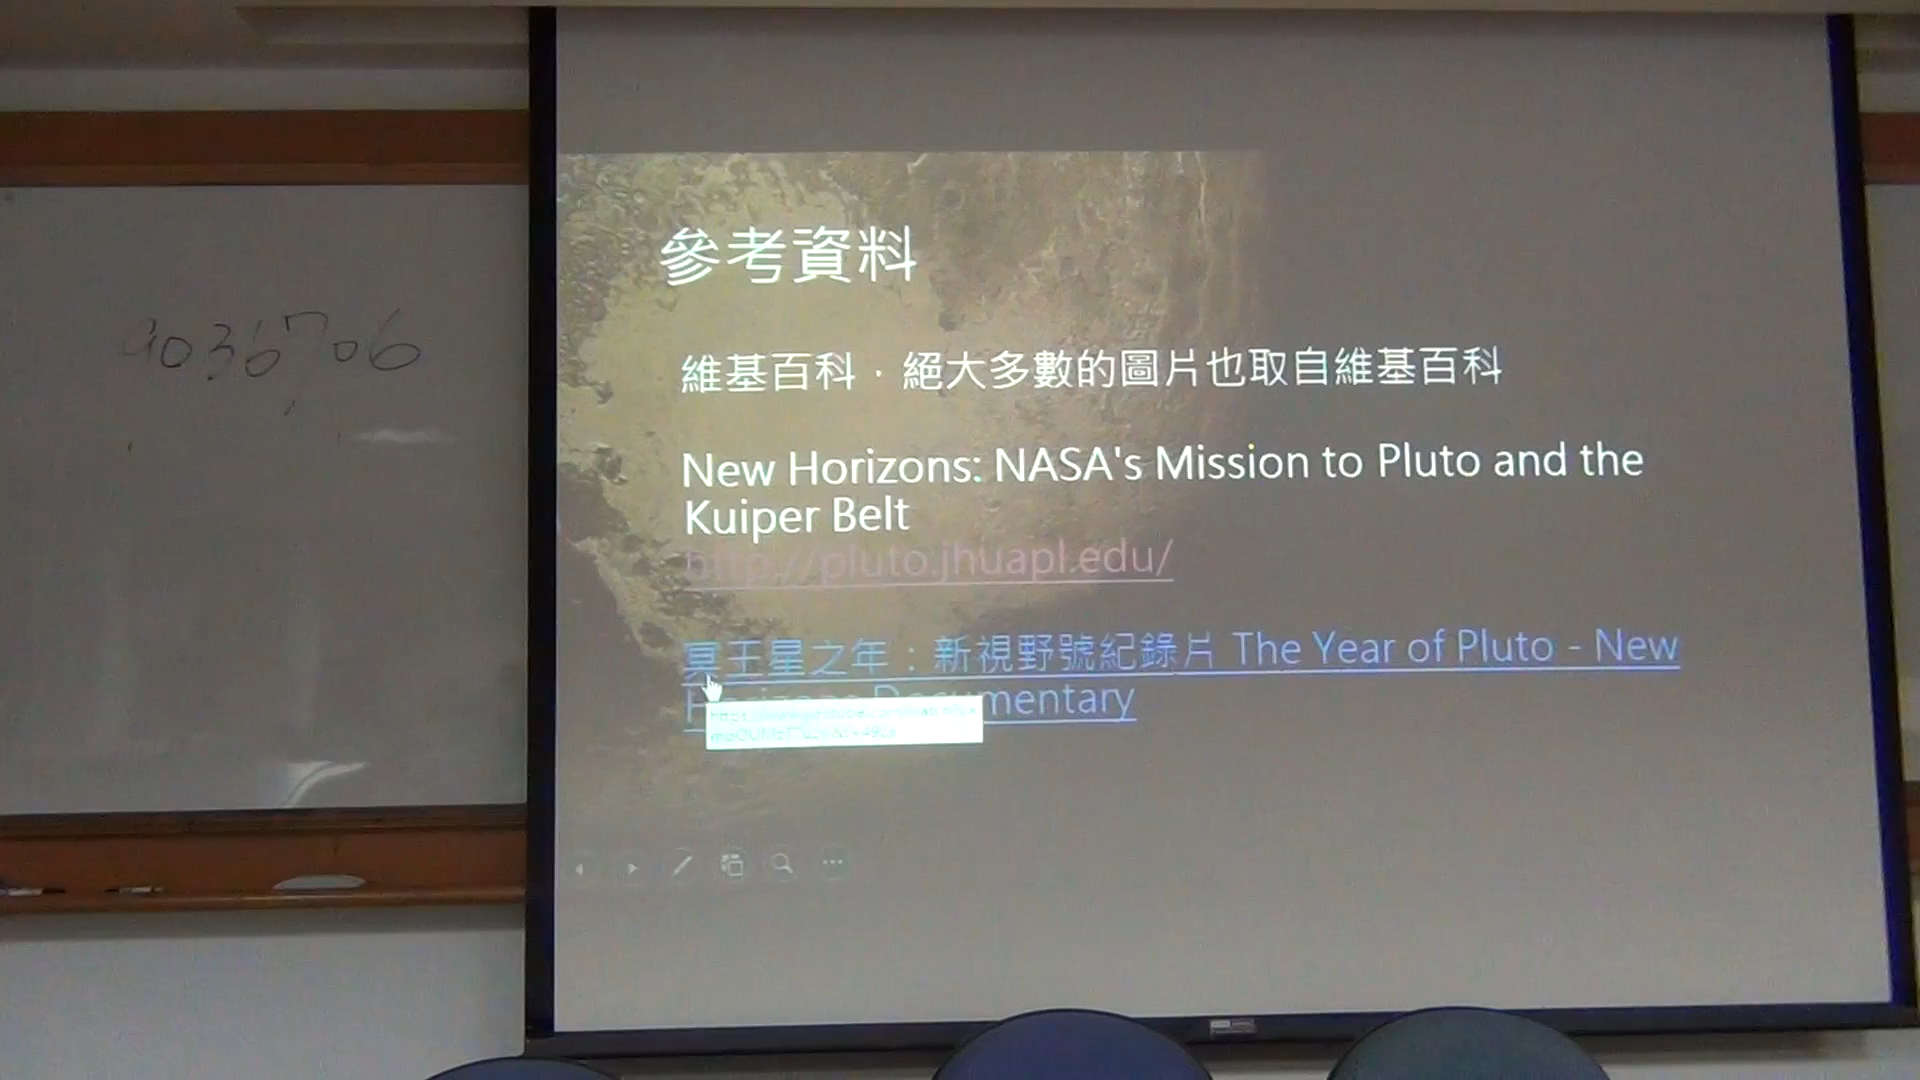 9036706
參考資料
維基百科，絕大多數的圖片也取自維基百科
New Horizons: NASA's Mission to Pluto and the
Kuiper Belt
http://pluto.jhuapl.edu/
冥王星之年：新視野號紀錄片 The Year of Pluto - New
Horizons Documentary